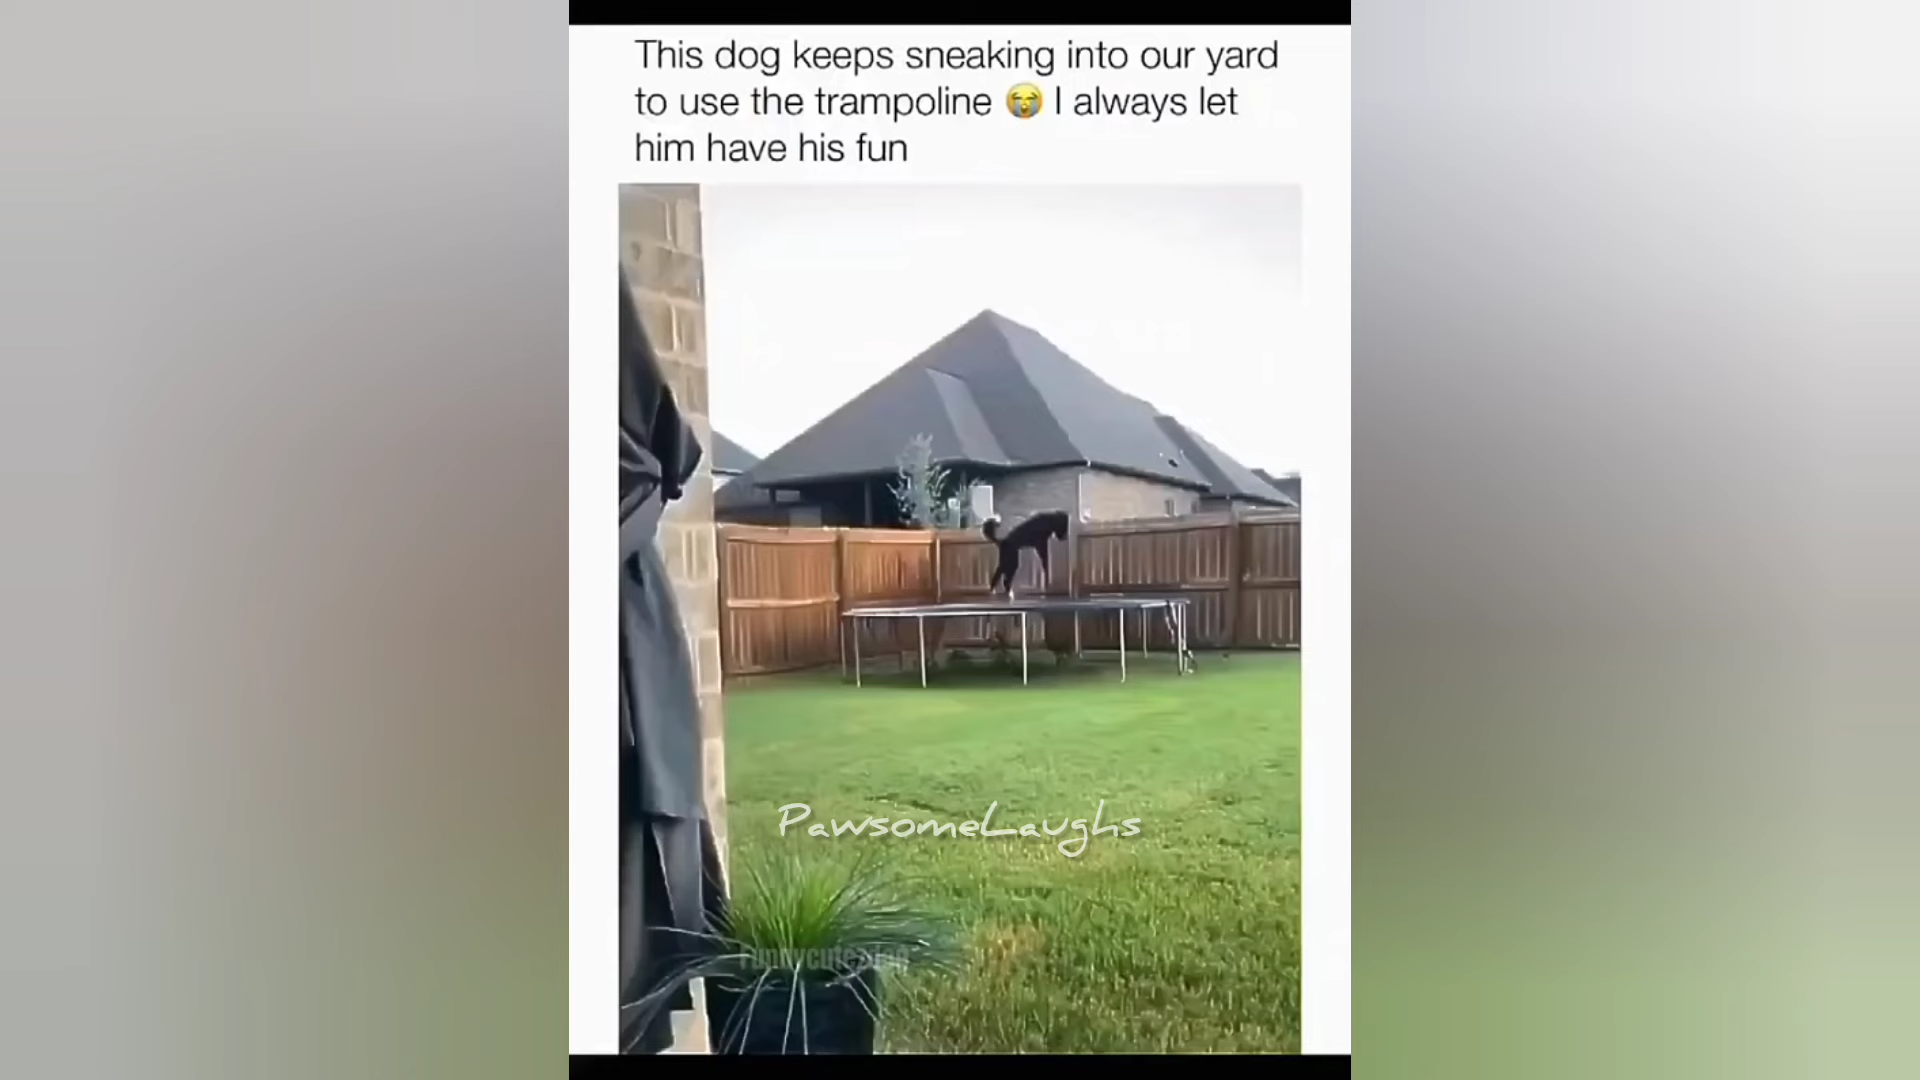 This dog keeps sneaking into our yard
to use the trampoline 😭 I always let
him have his fun
PawsomeLaughs